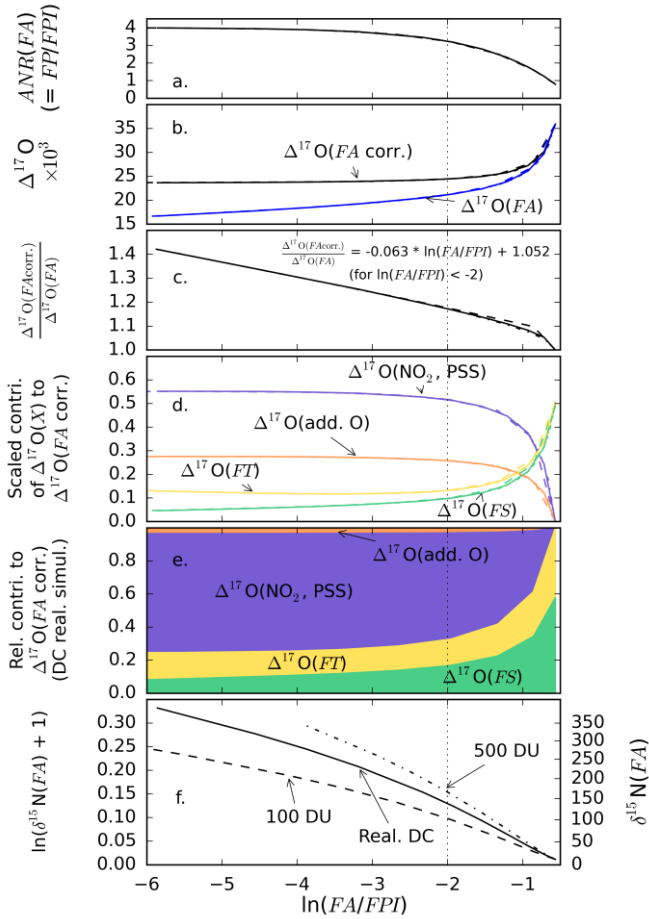 ANR(FA)
(= FP/FPI)
4
3
2
1
0
a.
Δ¹⁷O
×10³
35
30
25
20
15
b.
Δ¹⁷O(FA corr.)
Δ¹⁷O(FA)
Δ¹⁷O(FAcorr.)
Δ¹⁷O(FA)
1.4
1.3
1.2
1.1
1.0
c.
Δ¹⁷O(FAcorr.)
Δ¹⁷O(FA)
= -0.063 * ln(FA/FPI) + 1.052
(for ln(FA/FPI) < -2)
Scaled contri.
of Δ¹⁷O(X) to
Δ¹⁷O(FA corr.)
0.6
0.5
0.4
0.3
0.2
0.1
0.0
d.
Δ¹⁷O(NO₂, PSS)
Δ¹⁷O(add. O)
Δ¹⁷O(FT)
Δ¹⁷O(FS)
Rel. contri. to
Δ¹⁷O(FA corr.)
(DC real. simul.)
0.8
0.6
0.4
0.2
0.0
e.
Δ¹⁷O(add. O)
Δ¹⁷O(NO₂, PSS)
Δ¹⁷O(FT)
Δ¹⁷O(FS)
ln(δ¹⁵N(FA) + 1)
0.30
0.25
0.20
0.15
0.10
0.05
0.00
f.
500 DU
100 DU
Real. DC
350
300
250
200
150
100
50
0
δ¹⁵N(FA)
−6 −5 −4 −3 −2 −1
ln(FA/FPI)